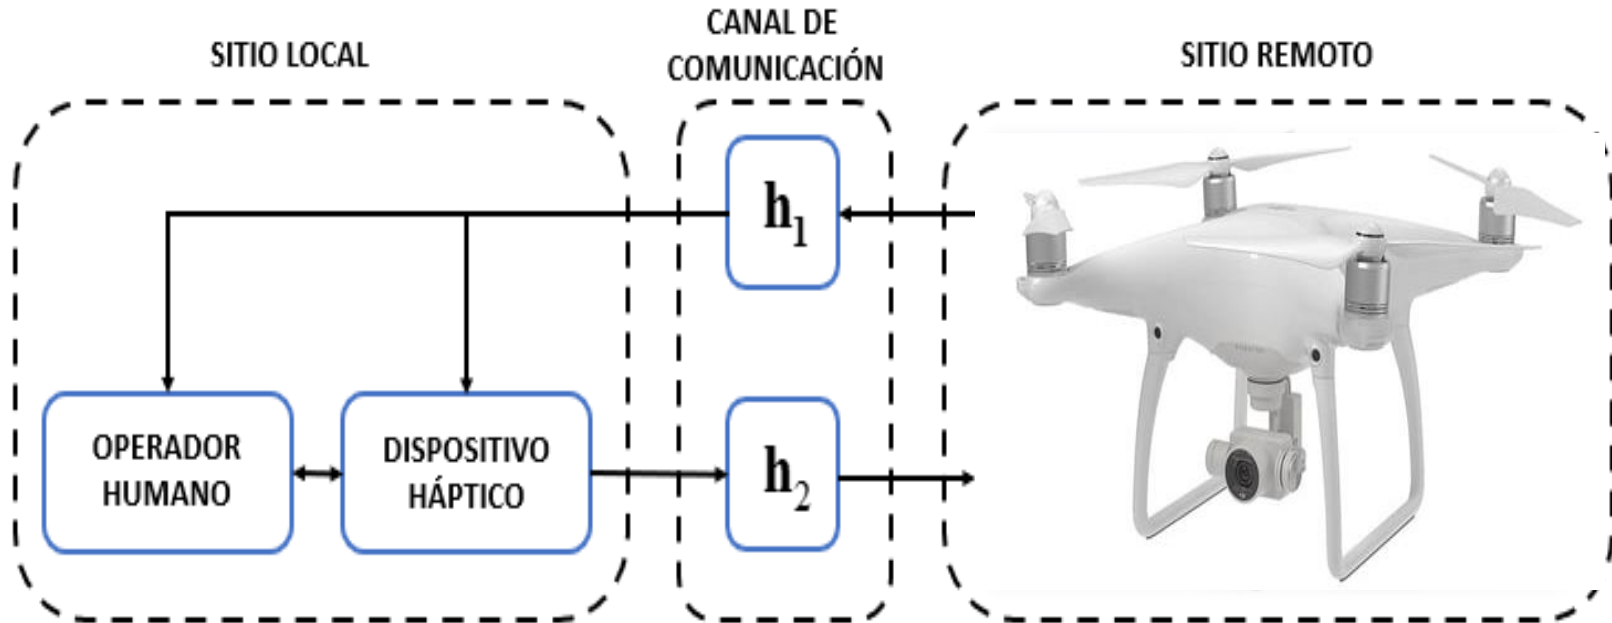 SITIO LOCAL
CANAL DE
COMUNICACIÓN
SITIO REMOTO
h1
OPERADOR
HUMANO
DISPOSITIVO
HÁPTICO
h2